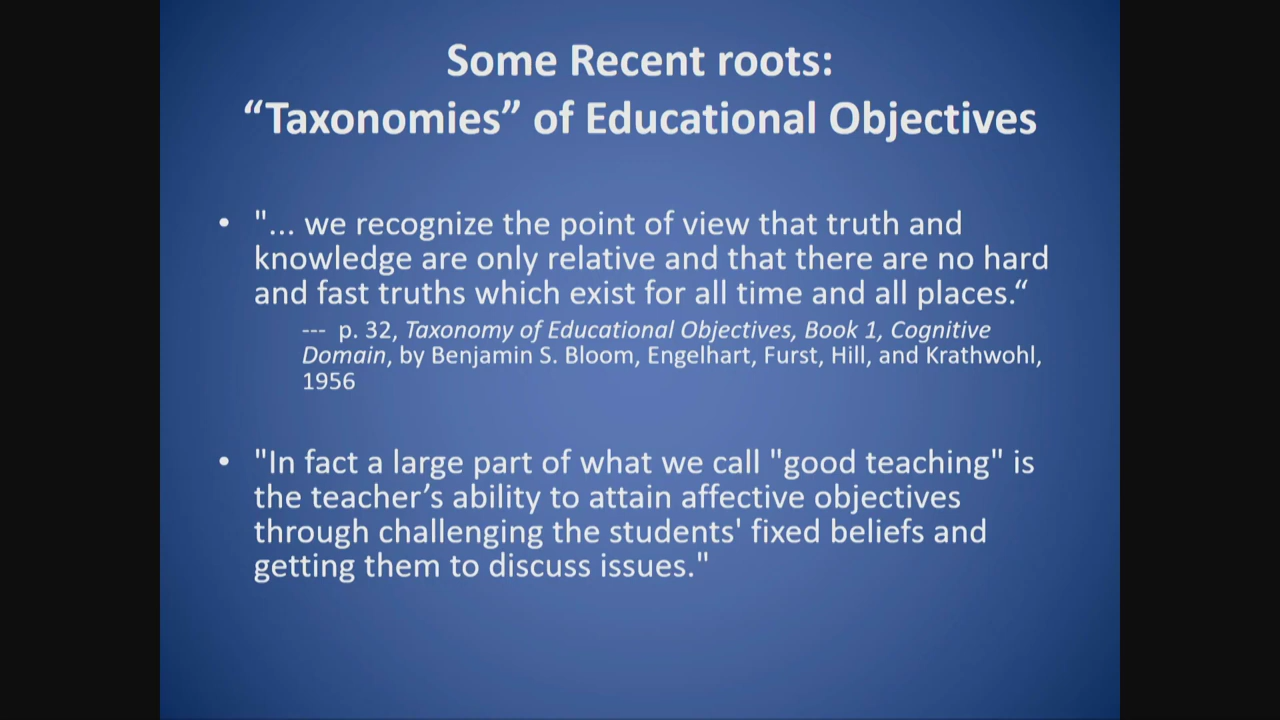 Some Recent roots:
“Taxonomies” of Educational Objectives
• "... we recognize the point of view that truth and
knowledge are only relative and that there are no hard
and fast truths which exist for all time and all places.“
--- p. 32, Taxonomy of Educational Objectives, Book 1, Cognitive
Domain, by Benjamin S. Bloom, Engelhart, Furst, Hill, and Krathwohl,
1956
• "In fact a large part of what we call "good teaching" is
the teacher’s ability to attain affective objectives
through challenging the students' fixed beliefs and
getting them to discuss issues."